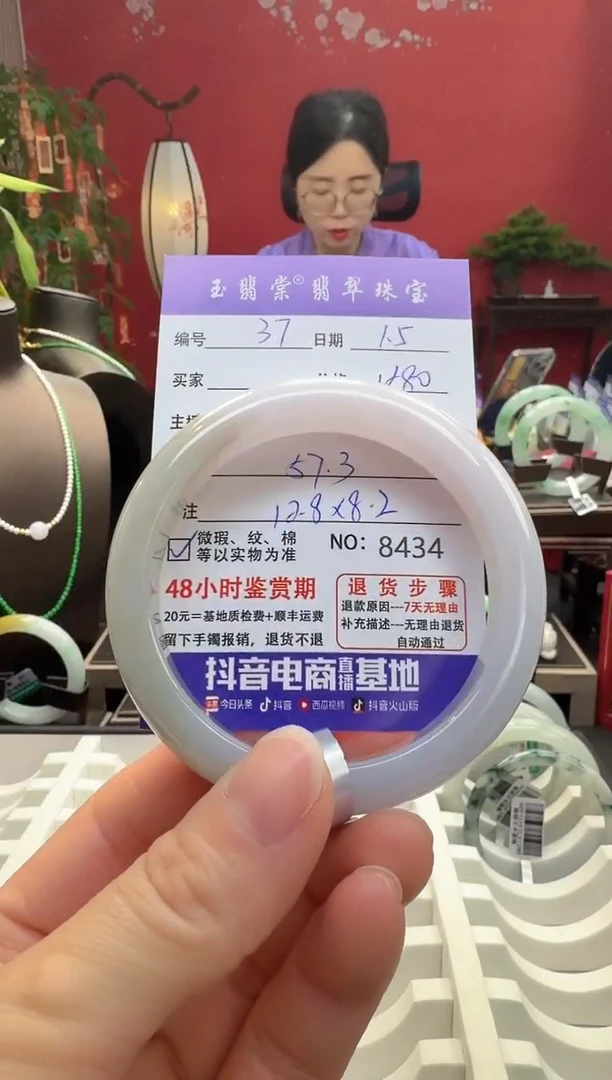 玉翡棠®翡翠珠宝
编号 37 日期 1.5
买家 1280
主播
57.3
注 12.8×8.2
微瑕、纹、棉
等以实物为准
NO: 8434
48小时鉴赏期
20元=基地质检费+顺丰运费
留下手镯报销，退货不退
退货步骤
退款原因---7天无理由
补充描述---无理由退货
自动通过
抖音电商直播基地
今日头条 抖音 西瓜视频 抖音火山版